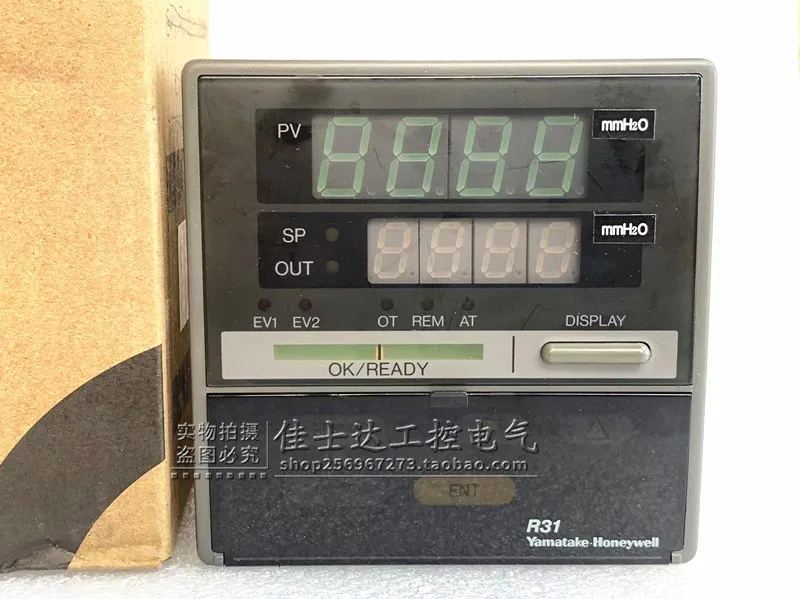 PV
mmH2O
SP
mmH2O
OUT
EV1 EV2 OT REM AT DISPLAY
OK/READY
实物拍摄
盗图必究
佳士达工控电气
shop256967273.taobao.com
ENT
R31
Yamatake-Honeywell